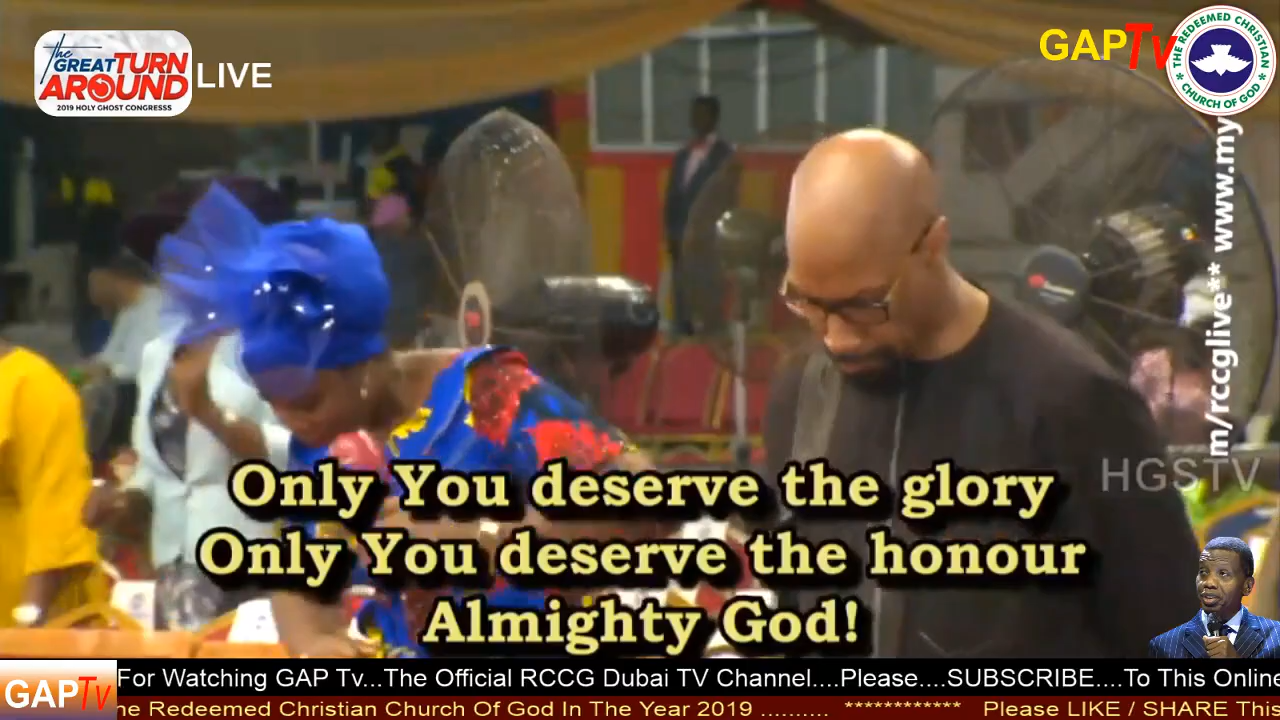 the
GREAT TURN
AROUND
2019 HOLY GHOST CONGRESSS
LIVE
GAPTv
THE REDEEMED CHRISTIAN
CHURCH OF GOD
m/rccglive** www.my
HGSTV
Only You deserve the glory
Only You deserve the honour
Almighty God!
GAPTv
For Watching GAP Tv...The Official RCCG Dubai TV Channel....Please....SUBSCRIBE....To This Online
he Redeemed Christian Church Of God In The Year 2019 .......... ************ Please LIKE / SHARE This